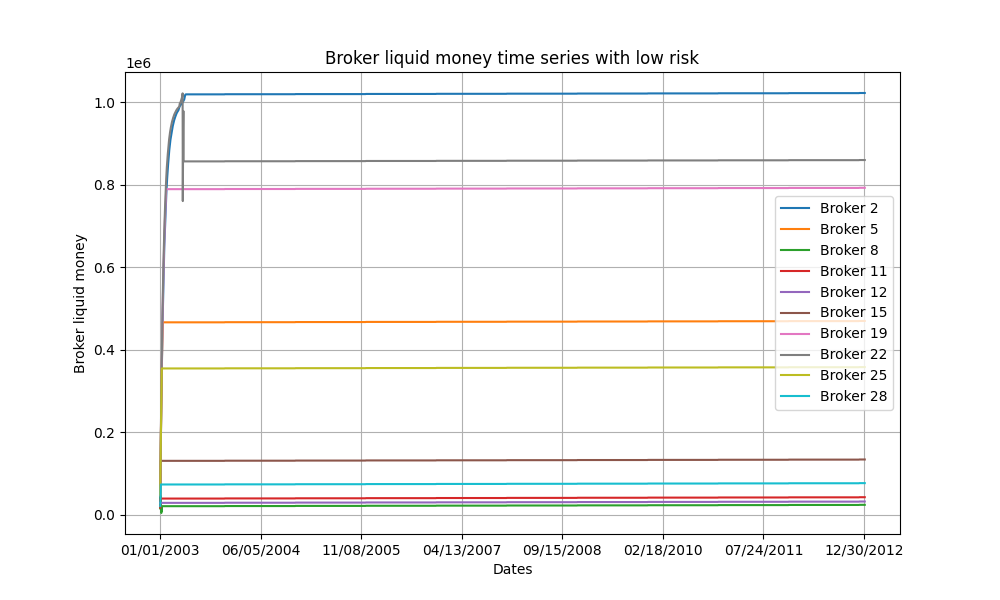 Broker liquid money time series with low risk
1e6
1.0
0.8
0.6
0.4
0.2
0.0
Broker liquid money
Broker 2
Broker 5
Broker 8
Broker 11
Broker 12
Broker 15
Broker 19
Broker 22
Broker 25
Broker 28
01/01/2003 06/05/2004 11/08/2005 04/13/2007 09/15/2008 02/18/2010 07/24/2011 12/30/2012
Dates